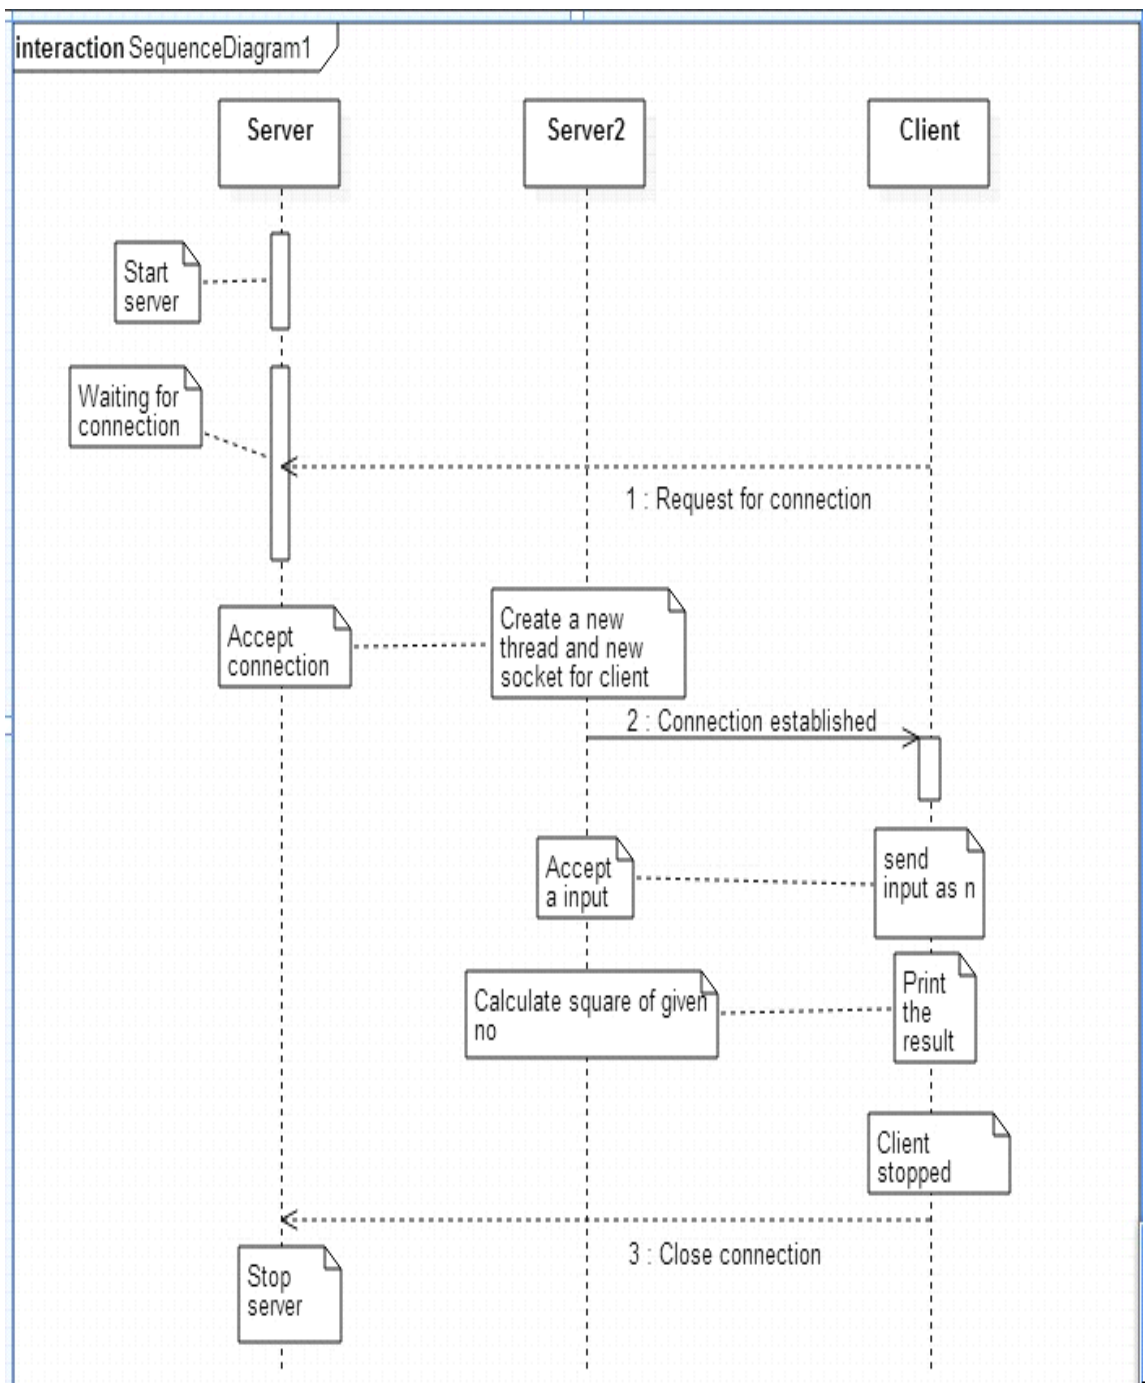 interaction SequenceDiagram1
Server
Server2
Client
Start
server
Waiting for
connection
1 : Request for connection
Accept
connection
Create a new
thread and new
socket for client
2 : Connection established
Accept
a input
send
input as n
Calculate square of given
no
Print
the
result
Client
stopped
3 : Close connection
Stop
server